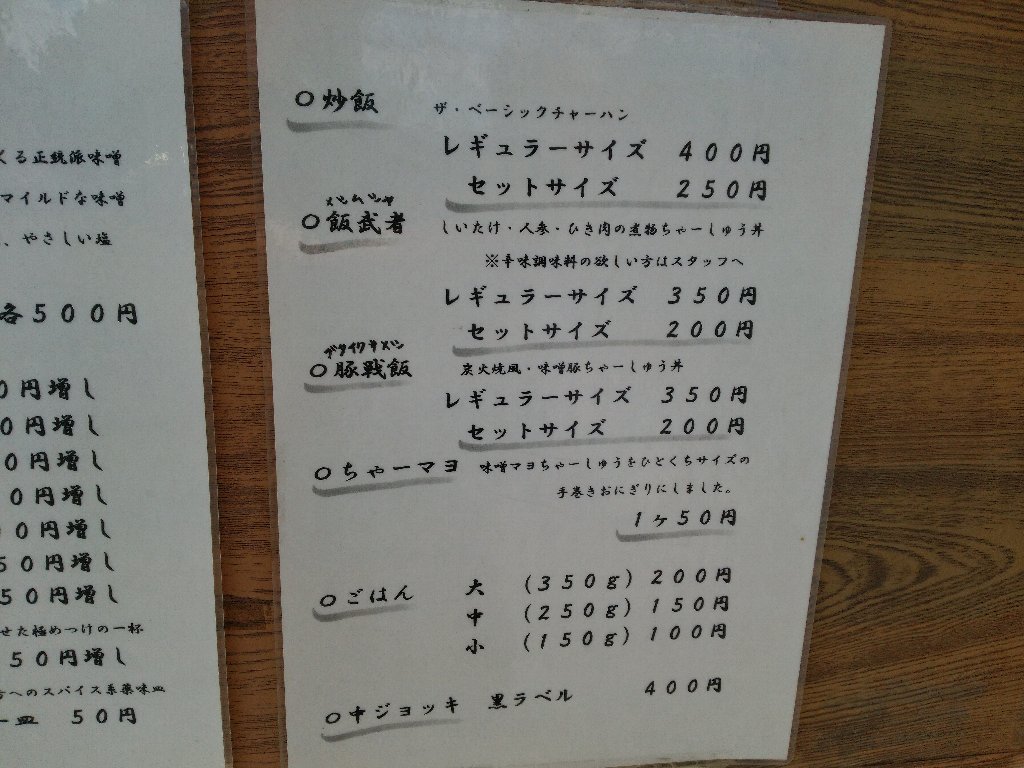 くる正統派味噌
マイルドな味噌
、やさしい塩
各５００円
０円増し
０円増し
０円増し
０円増し
００円増し
５０円増し
５０円増し
せた極めつけの一杯
５０円増し
方へのスパイス系薬味皿
一皿 ５０円
○炒飯 ザ・ベーシックチャーハン
レギュラーサイズ ４００円
セットサイズ ２５０円
メシムシャ
○飯武者 しいたけ・人参・ひき肉の煮物ちゃーしゅう丼
※辛味調味料の欲しい方はスタッフへ
レギュラーサイズ ３５０円
セットサイズ ２００円
ブタイクサメシ
○豚戦飯 炭火焼風・味噌豚ちゃーしゅう丼
レギュラーサイズ ３５０円
セットサイズ ２００円
○ちゃーマヨ 味噌マヨちゃーしゅうをひとくちサイズの
手巻きおにぎりにしました。
１ヶ５０円
○ごはん 大 （３５０ｇ）２００円
中 （２５０ｇ）１５０円
小 （１５０ｇ）１００円
○中ジョッキ 黒ラベル ４００円